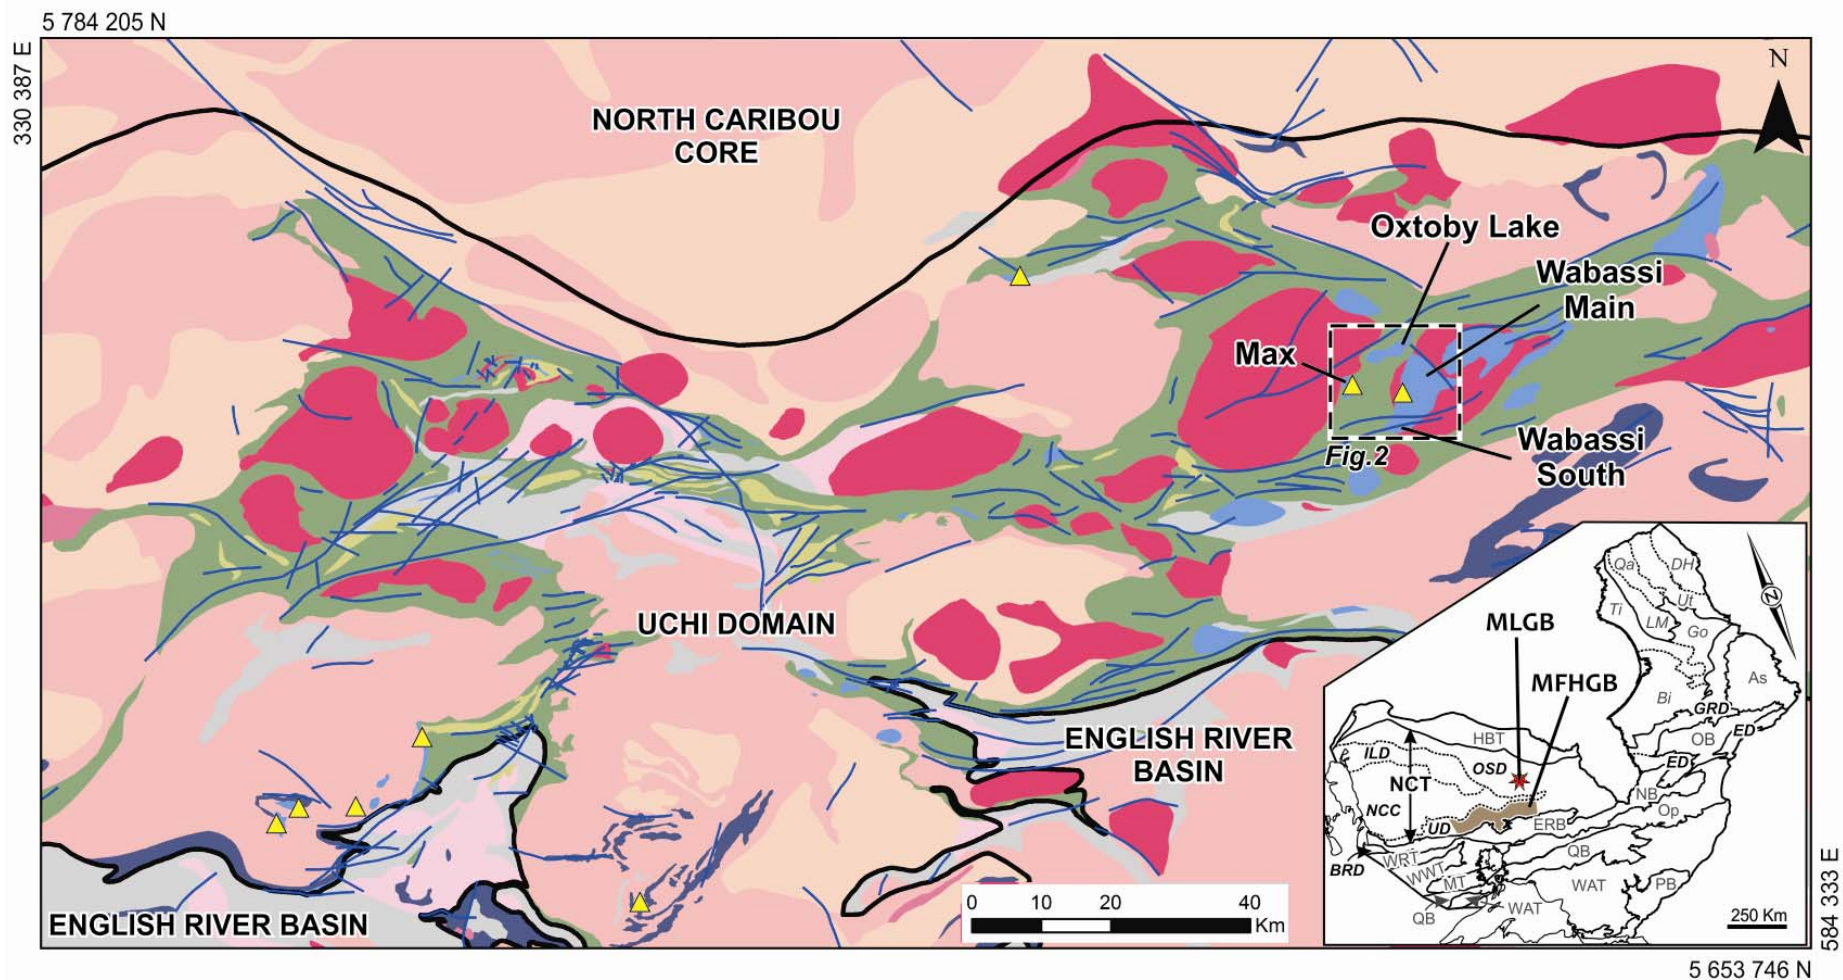 5 784 205 N
330 387 E
N
NORTH CARIBOU
CORE
Oxtoby Lake
Wabassi
Main
Max
Fig.2
Wabassi
South
UCHI DOMAIN
ENGLISH RIVER
BASIN
ENGLISH RIVER BASIN
0 10 20 40
Km
MLGB
MFHGB
N
Qa
DH
Ti
Ut
LM
Go
Bi
As
GRD
OB
ED
ED
HBT
ILD
OSD
NCT
NB
NCC
Op
UD
ERB
WRT
QB
BRD
WWT
MT
WAT
PB
QB
WAT
250 Km
584 333 E
5 653 746 N